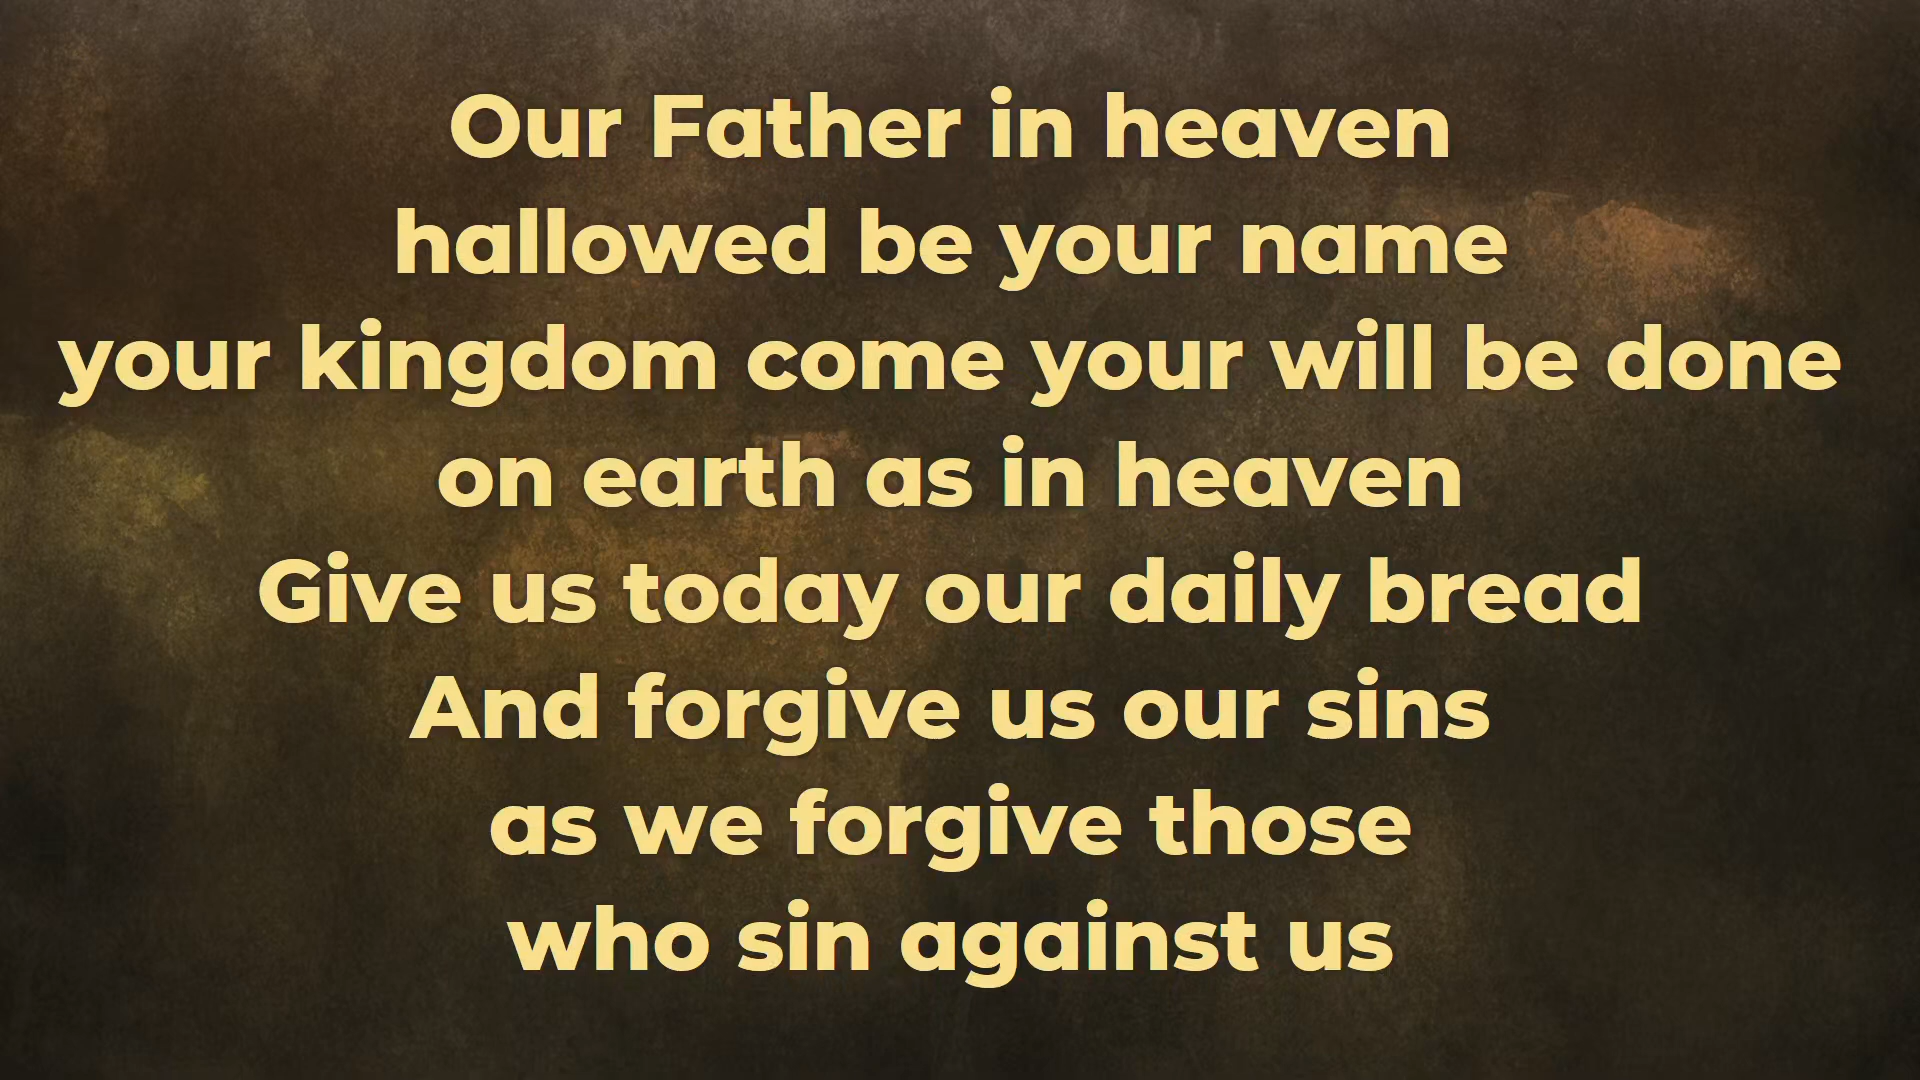 Our Father in heaven
hallowed be your name
your kingdom come your will be done
on earth as in heaven
Give us today our daily bread
And forgive us our sins
as we forgive those
who sin against us